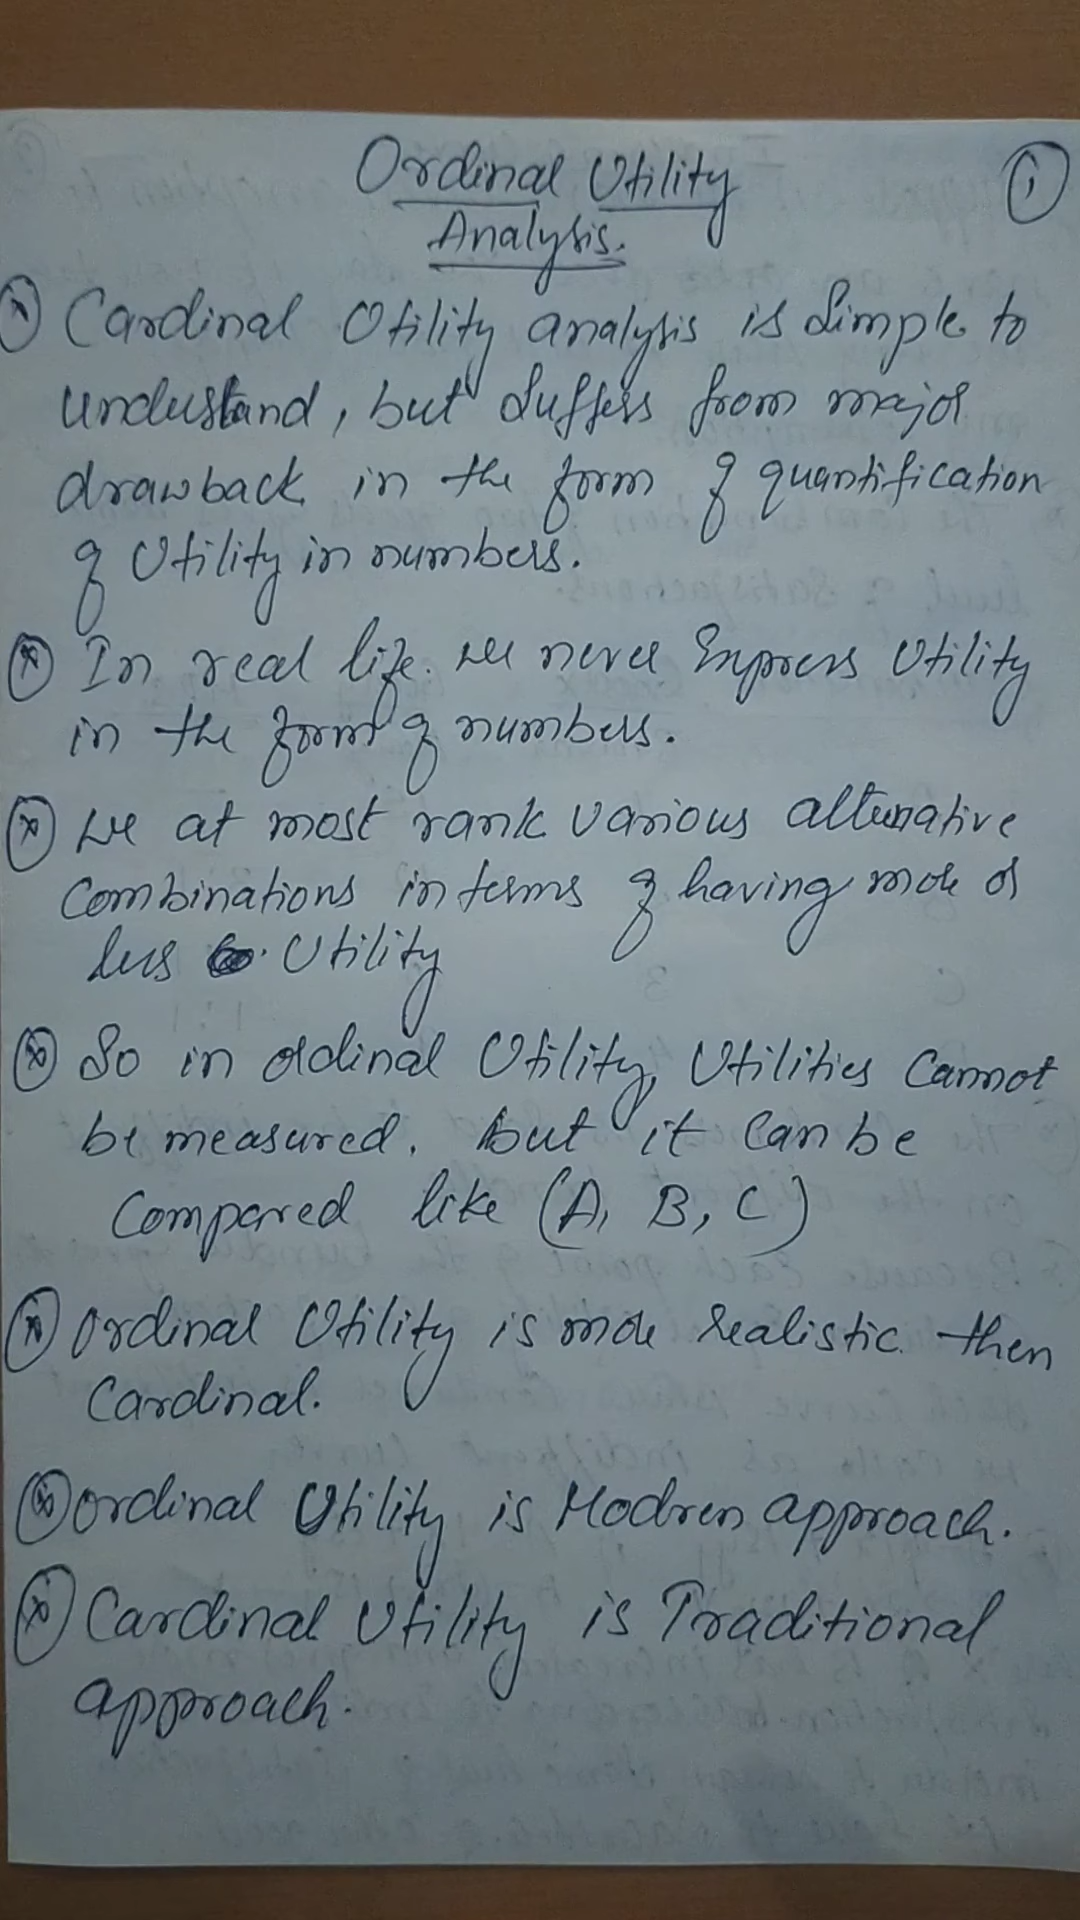 Ordinal Utility
Analysis.
1
Cardinal Utility analysis is simple to
understand, but suffers from major
drawback in the form of quantification
of Utility in numbers.
In real life. we never Express Utility
in the form of numbers.
we at most rank various alternative
Combinations in terms of having more or
less Utility
So in ordinal Utility, Utilities Cannot
be measured. but it Can be
Compared like (A, B, C)
Ordinal Utility is more realistic then
Cardinal.
ordinal Utility is Modren approach.
Cardinal Utility is Traditional
approach.